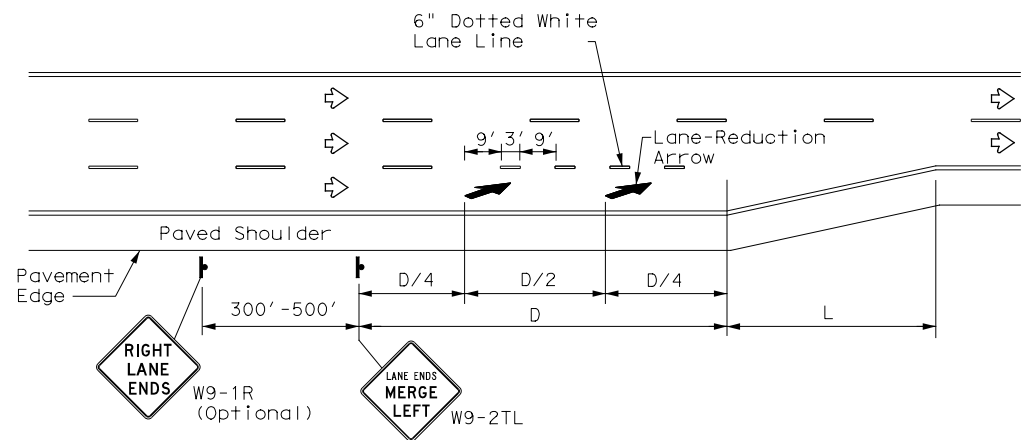 6" Dotted White
Lane Line
9' 3' 9'
Lane-Reduction
Arrow
Paved Shoulder
Pavement
Edge
D/4
D/2
D/4
300'-500'
D
L
RIGHT
LANE
ENDS
W9-1R
(Optional)
LANE ENDS
MERGE
LEFT
W9-2TL